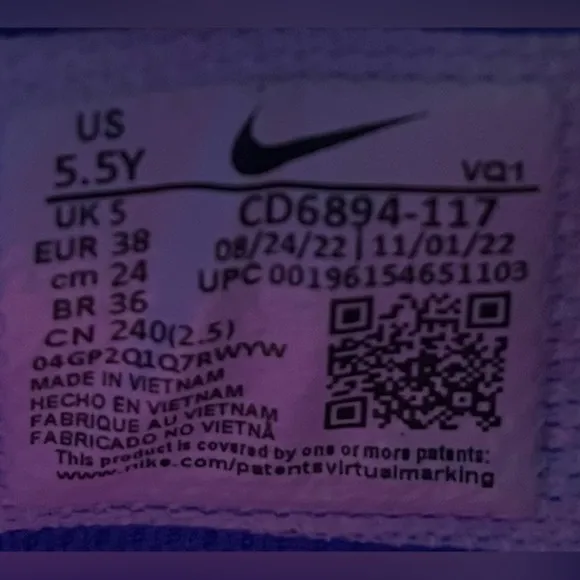 US
5.5Y
VQ1
UK 5
CD6894-117
EUR 38
08/24/22 | 11/01/22
cm 24
UPC 00196154651103
BR 36
CN 240(2.5)
04GP2Q1Q7RWYW
MADE IN VIETNAM
HECHO EN VIETNAM
FABRIQUE AU VIETNAM
FABRICADO NO VIETNÃ
This product is covered by one or more patents:
www.nike.com/patentsvirtualmarking